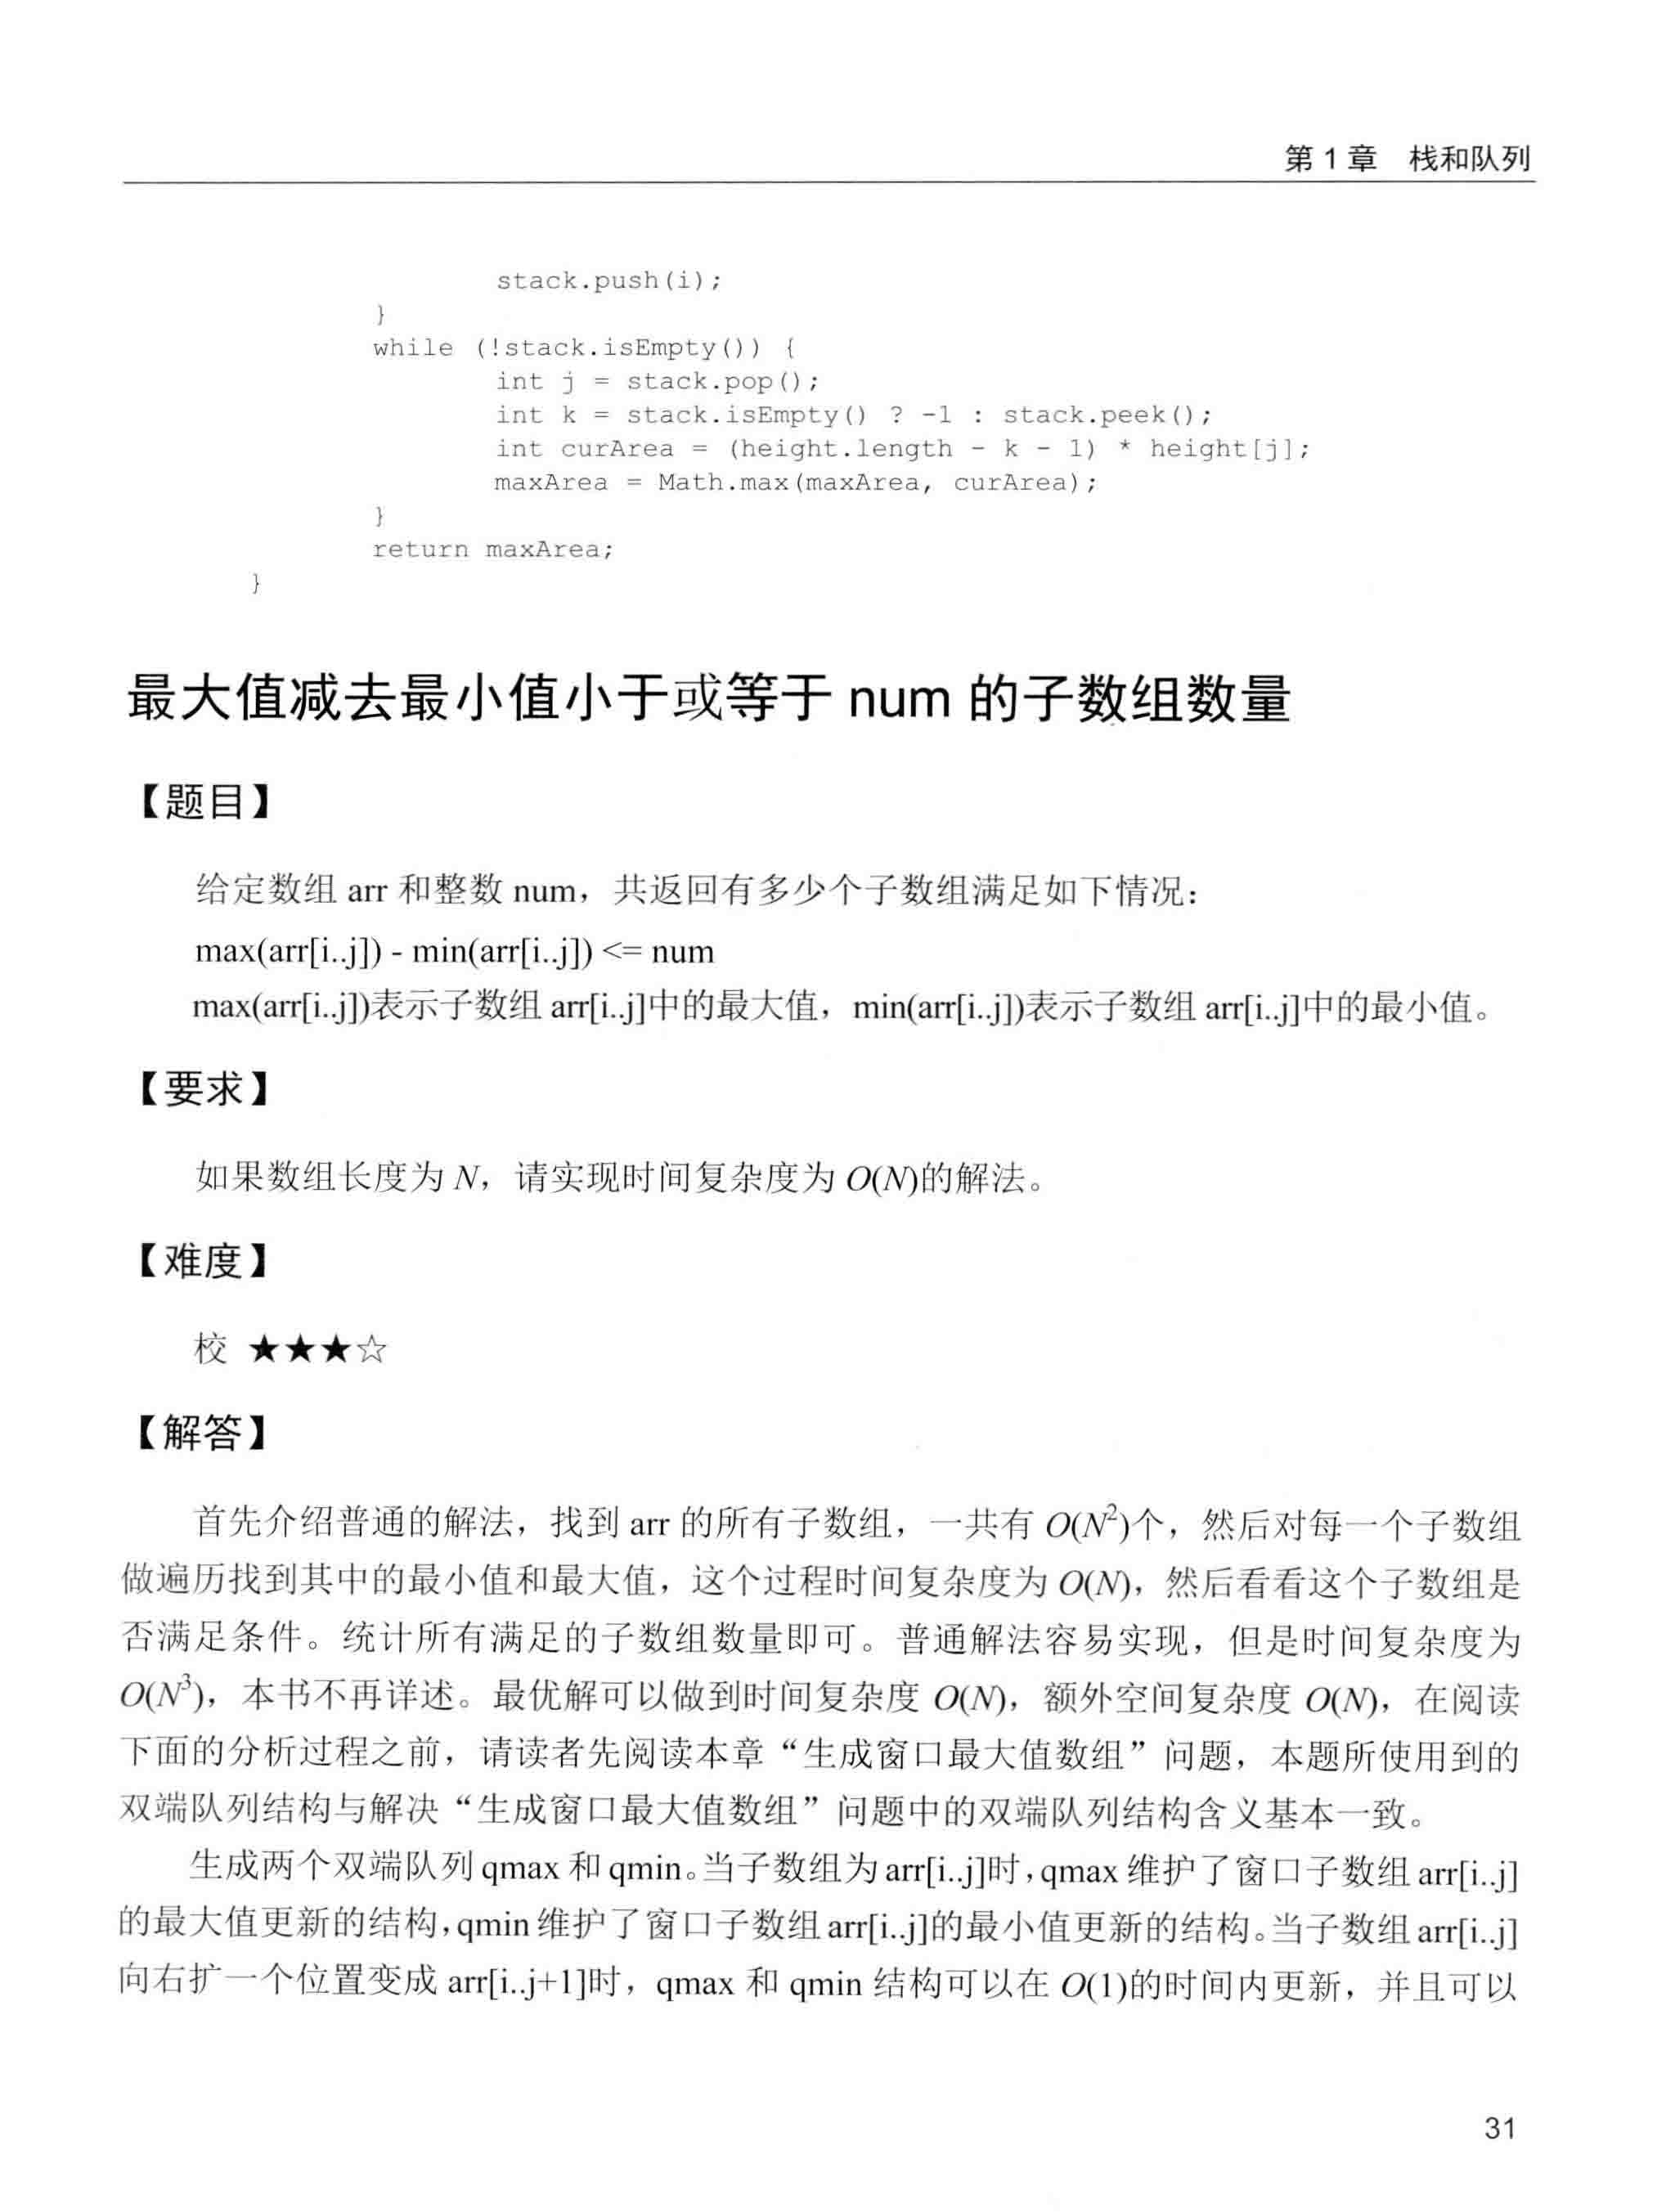 第 1 章 栈和队列
stack.push(i);
}
while (!stack.isEmpty()) {
int j = stack.pop();
int k = stack.isEmpty() ? -1 : stack.peek();
int curArea = (height.length - k - 1) * height[j];
maxArea = Math.max(maxArea, curArea);
}
return maxArea;
}
最大值减去最小值小于或等于 num 的子数组数量
【题目】
给定数组 arr 和整数 num，共返回有多少个子数组满足如下情况：
max(arr[i..j]) - min(arr[i..j]) <= num
max(arr[i..j])表示子数组 arr[i..j]中的最大值，min(arr[i..j])表示子数组 arr[i..j]中的最小值。
【要求】
如果数组长度为 N，请实现时间复杂度为 O(N)的解法。
【难度】
校 ★★★☆
【解答】
首先介绍普通的解法，找到 arr 的所有子数组，一共有 O(N²)个，然后对每一个子数组
做遍历找到其中的最小值和最大值，这个过程时间复杂度为 O(N)，然后看看这个子数组是
否满足条件。统计所有满足的子数组数量即可。普通解法容易实现，但是时间复杂度为
O(N³)，本书不再详述。最优解可以做到时间复杂度 O(N)，额外空间复杂度 O(N)，在阅读
下面的分析过程之前，请读者先阅读本章“生成窗口最大值数组”问题，本题所使用到的
双端队列结构与解决“生成窗口最大值数组”问题中的双端队列结构含义基本一致。
生成两个双端队列 qmax 和 qmin。当子数组为 arr[i..j]时，qmax 维护了窗口子数组 arr[i..j]
的最大值更新的结构，qmin 维护了窗口子数组 arr[i..j]的最小值更新的结构。当子数组 arr[i..j]
向右扩一个位置变成 arr[i..j+1]时，qmax 和 qmin 结构可以在 O(1)的时间内更新，并且可以
31